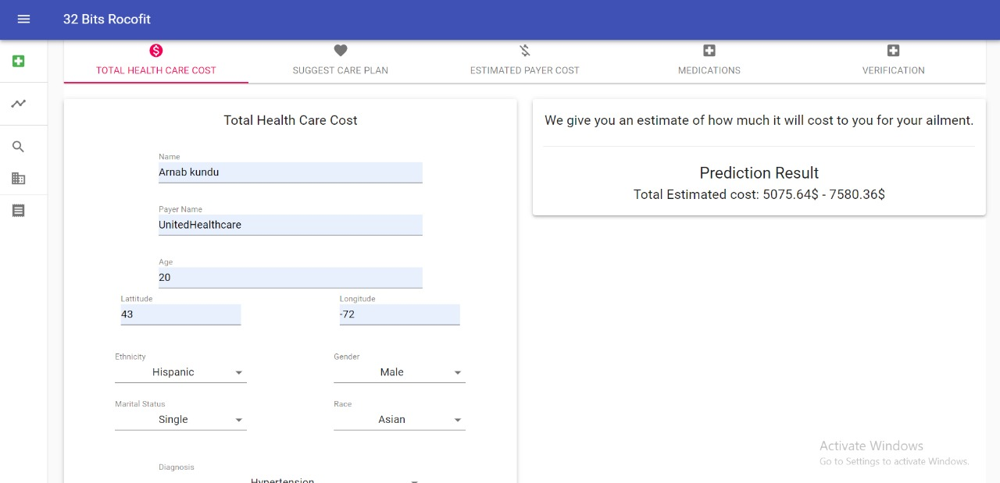 32 Bits Rocofit
TOTAL HEALTH CARE COST
SUGGEST CARE PLAN
ESTIMATED PAYER COST
MEDICATIONS
VERIFICATION
Total Health Care Cost
Name
Arnab kundu
Payer Name
UnitedHealthcare
Age
20
Lattitude
43
Longitude
-72
Ethnicity
Hispanic
Gender
Male
Marital Status
Single
Race
Asian
Diagnosis
Hypertension
We give you an estimate of how much it will cost to you for your ailment.
Prediction Result
Total Estimated cost: 5075.64$ - 7580.36$
Activate Windows
Go to Settings to activate Windows.